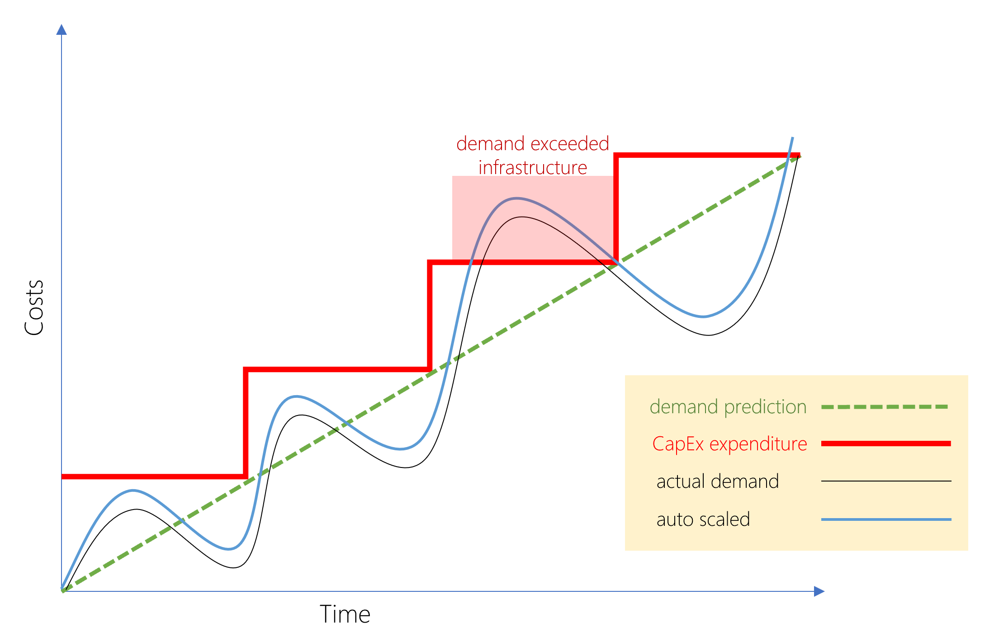 demand exceeded
infrastructure
Costs
demand prediction
CapEx expenditure
actual demand
auto scaled
Time